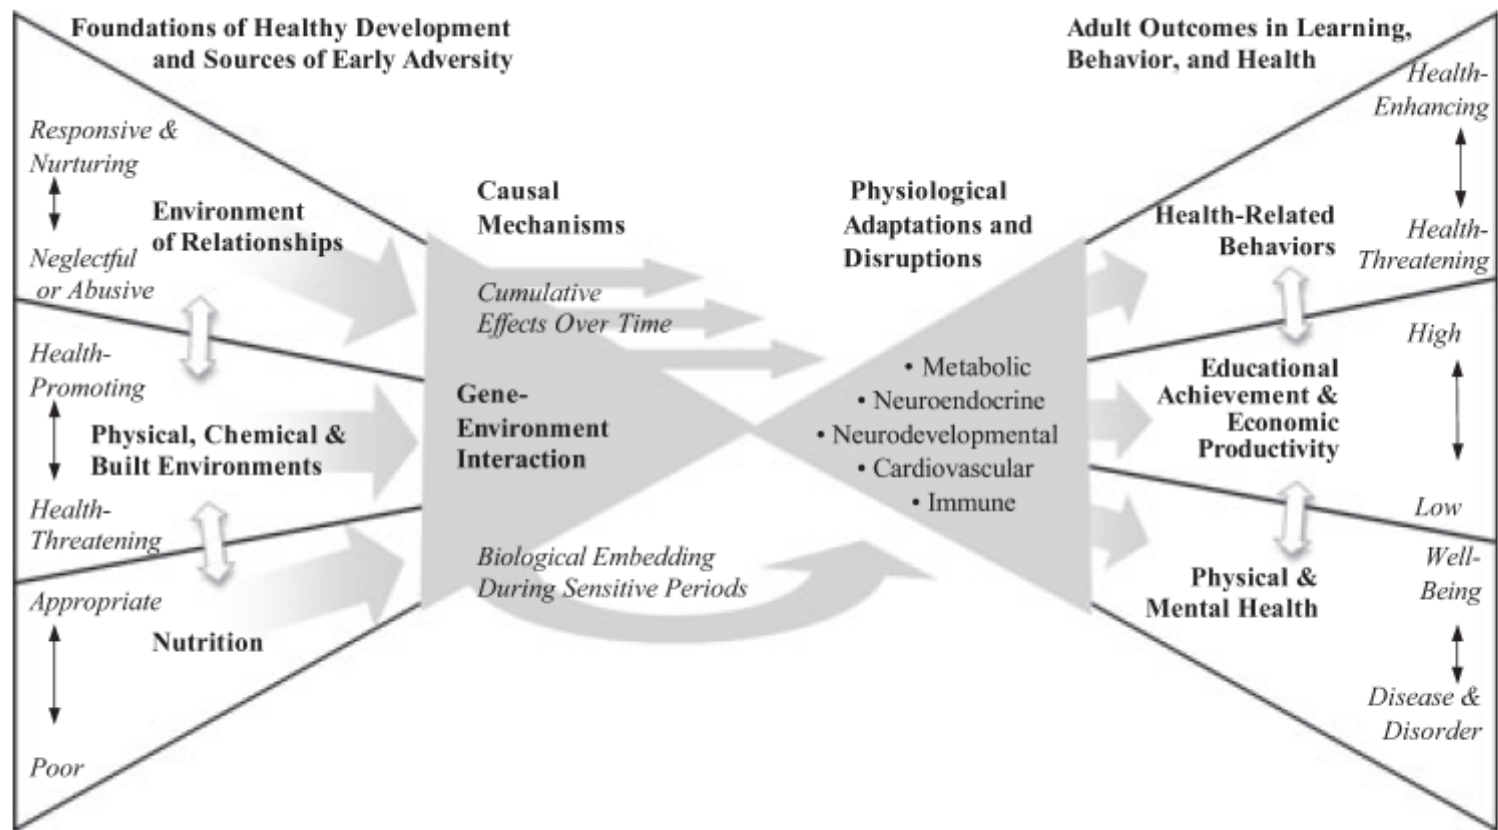 Foundations of Healthy Development
and Sources of Early Adversity
Responsive &
Nurturing
Neglectful
or Abusive
Environment
of Relationships
Health-
Promoting
Health-
Threatening
Physical, Chemical &
Built Environments
Appropriate
Poor
Nutrition
Causal
Mechanisms
Cumulative
Effects Over Time
Gene-
Environment
Interaction
Biological Embedding
During Sensitive Periods
Physiological
Adaptations and
Disruptions
• Metabolic
• Neuroendocrine
• Neurodevelopmental
• Cardiovascular
• Immune
Adult Outcomes in Learning,
Behavior, and Health
Health-
Enhancing
Health-
Threatening
Health-Related
Behaviors
High
Low
Educational
Achievement &
Economic
Productivity
Well-
Being
Disease &
Disorder
Physical &
Mental Health